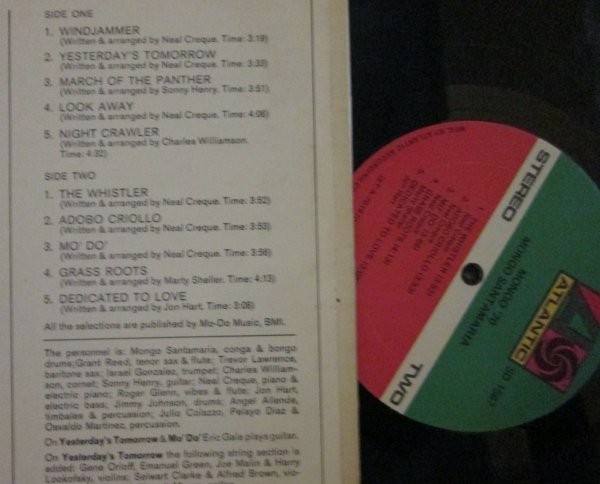 SIDE ONE
1. WINDJAMMER
(Written & arranged by Neal Creque. Time: 3:19)
2. YESTERDAY'S TOMORROW
(Written & arranged by Neal Creque. Time: 3:33)
3. MARCH OF THE PANTHER
(Written & arranged by Sonny Henry. Time: 3:51)
4. LOOK AWAY
(Written & arranged by Neal Creque. Time: 4:06)
5. NIGHT CRAWLER
(Written & arranged by Charles Williamson.
Time: 4:32)
SIDE TWO
1. THE WHISTLER
(Written & arranged by Neal Creque. Time: 3:52)
2. ADOBO CRIOLLO
(Written & arranged by Neal Creque. Time: 3:53)
3. MO' DO'
(Written & arranged by Neal Creque. Time: 3:56)
4. GRASS ROOTS
(Written & arranged by Marty Sheller. Time: 4:13)
5. DEDICATED TO LOVE
(Written & arranged by Jon Hart. Time: 3:06)
All the selections are published by Mo-Do Music, BMI.
The personnel is: Mongo Santamaria, conga & bongo
drums; Grant Reed, tenor sax & flute; Trevor Lawrence,
baritone sax; Israel Gonzalez, trumpet; Charles William-
son, cornet; Sonny Henry, guitar; Neal Creque, piano &
electric piano; Roger Glenn, vibes & flute; Jon Hart,
electric bass; Jimmy Johnson, drums; Angel Allende,
timbales & percussion; Julio Collazo, Pelayo Diaz &
Osvaldo Martinez, percussion.
On Yesterday's Tomorrow & Mo' Do' Eric Gale plays guitar.
On Yesterday's Tomorrow the following string section is
added: Gene Orloff, Emanuel Green, Joe Malin & Harry
Lookofsky, violins; Selwart Clarke & Alfred Brown, vio-
STEREO
TWO
MONGO '70
MONGO SANTAMARIA
ATLANTIC
DEDICATED TO LOVE